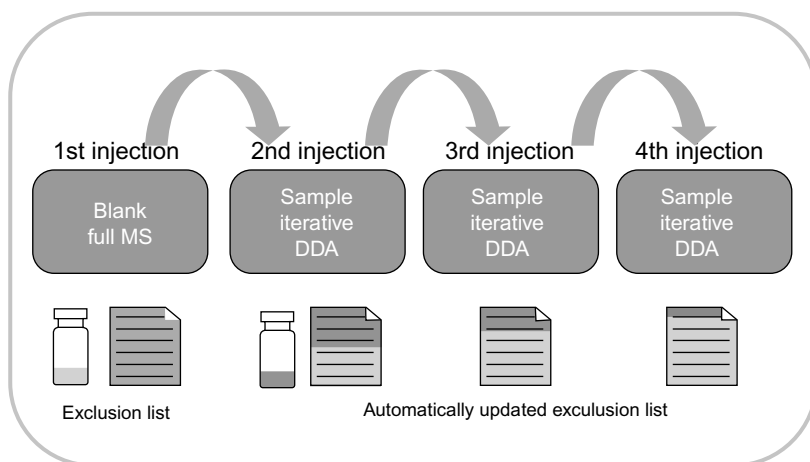 1st injection
2nd injection
3rd injection
4th injection
Blank
full MS
Sample
iterative
DDA
Sample
iterative
DDA
Sample
iterative
DDA
Exclusion list
Automatically updated exculusion list